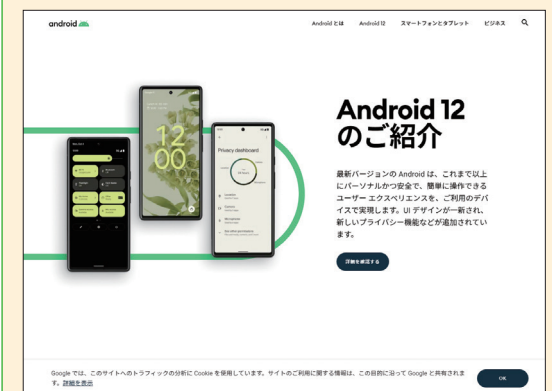 android
Android とは
Android 12
スマートフォンとタブレット
ビジネス
12
00
Privacy dashboard
Android 12
のご紹介
最新バージョンの Android は、これまで以上
にパーソナルかつ安全で、簡単に操作できる
ユーザー エクスペリエンスを、ご利用のデバ
イスで実現します。UI デザインが一新され、
新しいプライバシー機能などが追加されてい
ます。
詳細を確認する
Google では、このサイトへのトラフィックの分析に Cookie を使用しています。サイトのご利用に関する情報は、この目的に沿って Google と共有されま
す。詳細を表示
OK